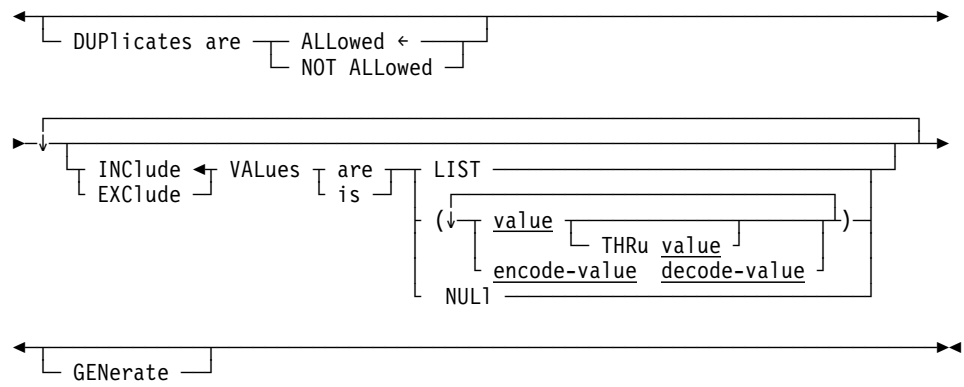 DUPlicates are ALLowed ←
NOT ALLowed
INClude VALues are LIST
EXClude is
( value )
THRu value
encode-value decode-value
NULl
GENerate